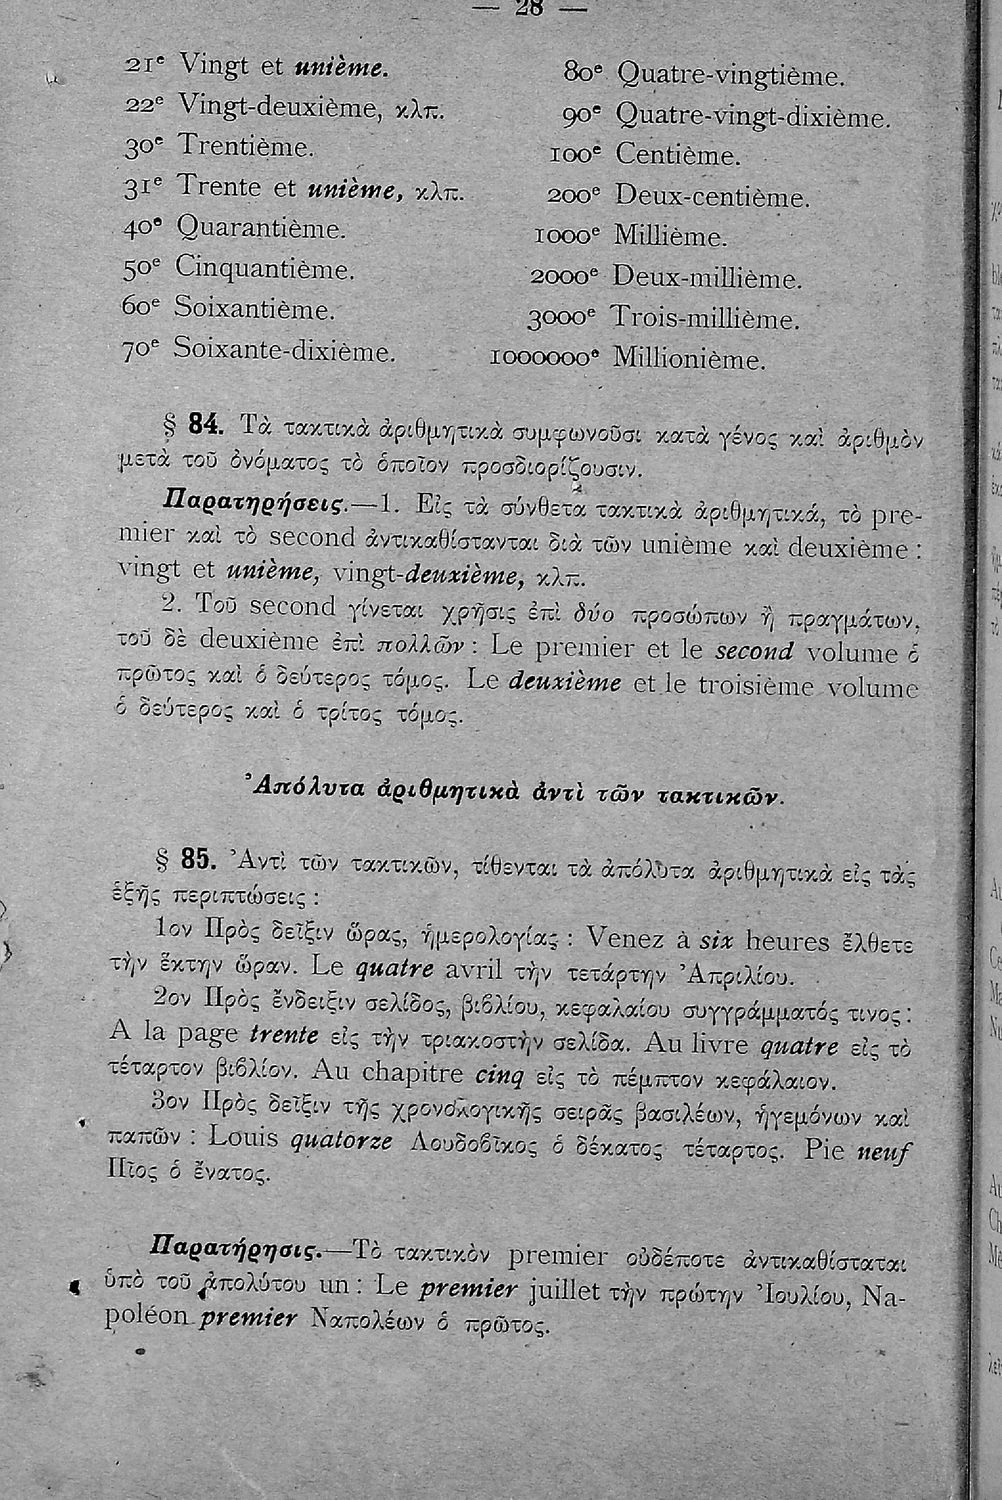 — 28 —
21e Vingt et unième.
22e Vingt-deuxième, κλπ.
30e Trentième.
31e Trente et unième, κλπ.
40e Quarantième.
50e Cinquantième.
60e Soixantième.
70e Soixante-dixième.
80e Quatre-vingtième.
90e Quatre-vingt-dixième.
100e Centième.
200e Deux-centième.
1000e Millième.
2000e Deux-millième.
3000e Trois-millième.
1000000e Millionième.
§ 84. Τὰ τακτικὰ ἀριθμητικὰ συμφωνοῦσι κατὰ γένος καὶ ἀριθμὸν
μετὰ τοῦ ὀνόματος τὸ ὁποῖον προσδιορίζουσιν.
Παρατηρήσεις.—1. Εἰς τὰ σύνθετα τακτικὰ ἀριθμητικά, τὸ pre-
mier καὶ τὸ second ἀντικαθίστανται διὰ τῶν unième καὶ deuxième :
vingt et unième, vingt-deuxième, κλπ.
2. Τοῦ second γίνεται χρῆσις ἐπὶ δύο προσώπων ἢ πραγμάτων,
τοῦ δὲ deuxième ἐπὶ πολλῶν : Le premier et le second volume ὁ
πρῶτος καὶ ὁ δεύτερος τόμος. Le deuxième et le troisième volume
ὁ δεύτερος καὶ ὁ τρίτος τόμος.
Ἀπόλυτα ἀριθμητικὰ ἀντὶ τῶν τακτικῶν.
§ 85. Ἀντὶ τῶν τακτικῶν, τίθενται τὰ ἀπόλυτα ἀριθμητικὰ εἰς τὰς
ἑξῆς περιπτώσεις :
1ον Πρὸς δεῖξιν ὥρας, ἡμερολογίας : Venez à six heures ἔλθετε
τὴν ἕκτην ὥραν. Le quatre avril τὴν τετάρτην Ἀπριλίου.
2ον Πρὸς ἔνδειξιν σελίδος, βιβλίου, κεφαλαίου συγγράμματός τινος :
A la page trente εἰς τὴν τριακοστὴν σελίδα. Au livre quatre εἰς τὸ
τέταρτον βιβλίον. Au chapitre cinq εἰς τὸ πέμπτον κεφάλαιον.
3ον Πρὸς δεῖξιν τῆς χρονολογικῆς σειρᾶς βασιλέων, ἡγεμόνων καὶ
παπῶν : Louis quatorze Λουδοβῖκος ὁ δέκατος τέταρτος. Pie neuf
Πῖος ὁ ἔνατος.
Παρατήρησις.—Τὸ τακτικὸν premier οὐδέποτε ἀντικαθίσταται
ὑπὸ τοῦ ἀπολύτου un : Le premier juillet τὴν πρώτην Ἰουλίου, Na-
poléon premier Ναπολέων ὁ πρῶτος.